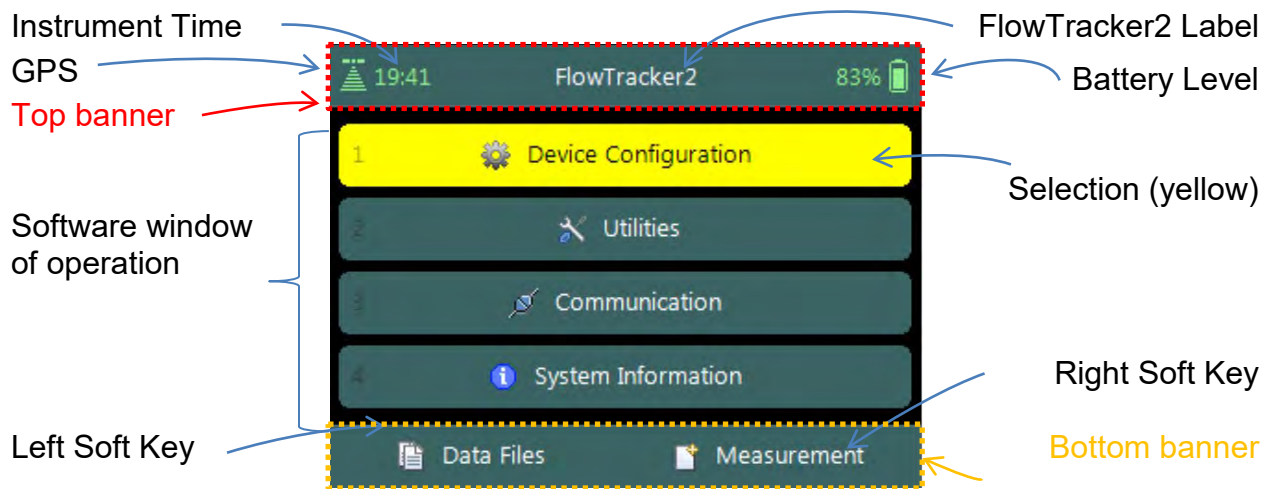 Instrument Time
FlowTracker2 Label
GPS
19:41
FlowTracker2
83%
Battery Level
Top banner
1
Device Configuration
Selection (yellow)
Software window
of operation
2
Utilities
3
Communication
4
System Information
Right Soft Key
Left Soft Key
Data Files
Measurement
Bottom banner